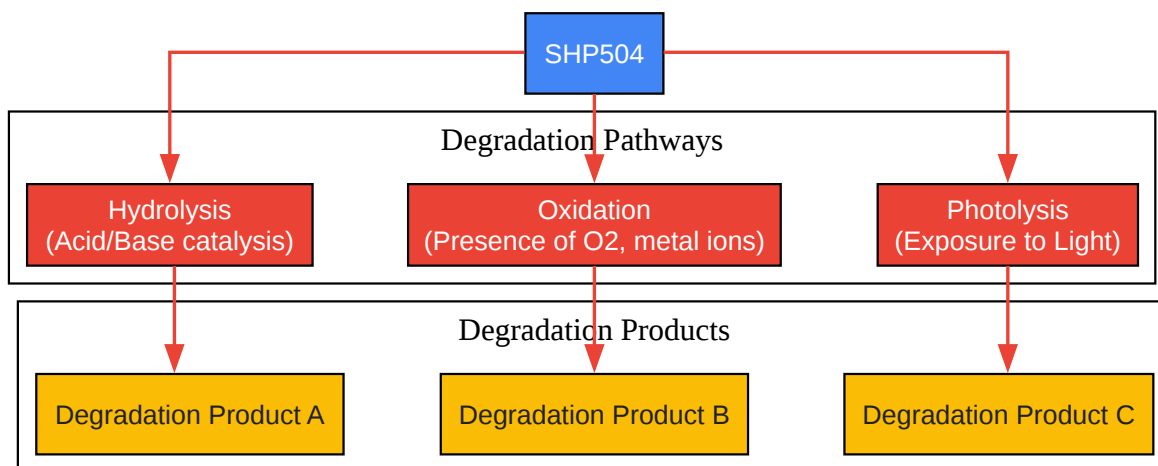 SHP504
Degradation Pathways
Hydrolysis
(Acid/Base catalysis)
Oxidation
(Presence of O2, metal ions)
Photolysis
(Exposure to Light)
Degradation Products
Degradation Product A
Degradation Product B
Degradation Product C